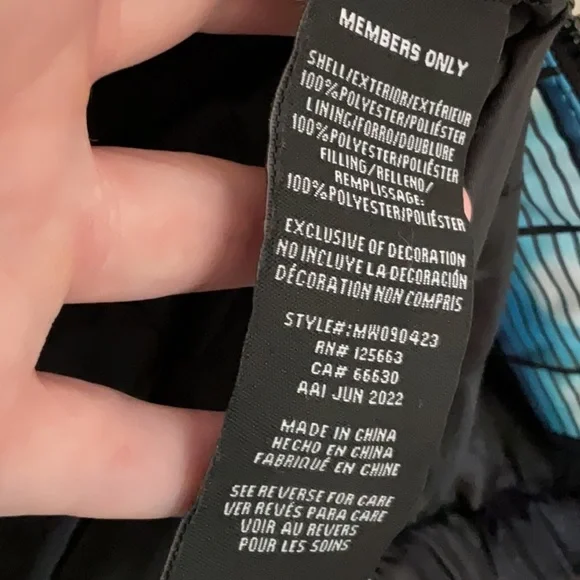 MEMBERS ONLY
SHELL/EXTERIOR/EXTÉRIEUR
100%POLYESTER/POLIÉSTER
LINING/FORRO/DOUBLURE
100%POLYESTER/POLIÉSTER
FILLING/RELLENO/
REMPLISSAGE:
100%POLYESTER/POLIÉSTER
EXCLUSIVE OF DECORATION
NO INCLUYE LA DECORACIÓN
DÉCORATION NON COMPRIS
STYLE#:MW090423
RN# 125663
CA# 66630
AAI JUN 2022
MADE IN CHINA
HECHO EN CHINA
FABRIQUÉ EN CHINE
SEE REVERSE FOR CARE
VER REVÉS PARA CARE
VOIR AU REVERS
POUR LES SOINS